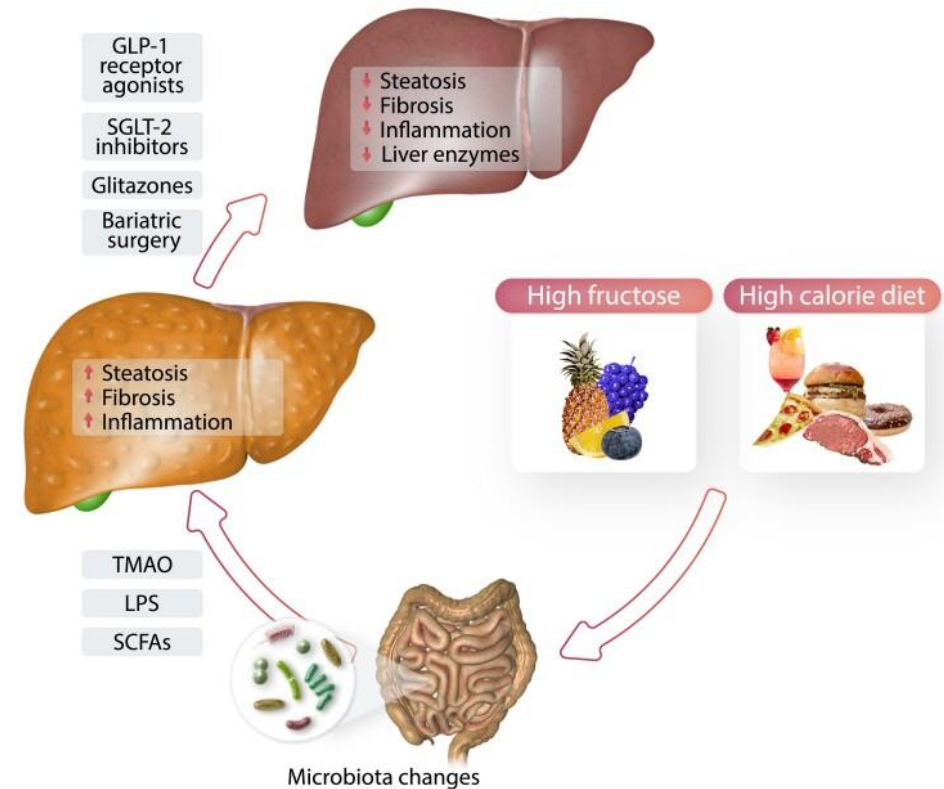 GLP-1
receptor
agonists
SGLT-2
inhibitors
Glitazones
Bariatric
surgery
Steatosis
Fibrosis
Inflammation
Liver enzymes
High fructose
High calorie diet
Steatosis
Fibrosis
Inflammation
TMAO
LPS
SCFAs
Microbiota changes